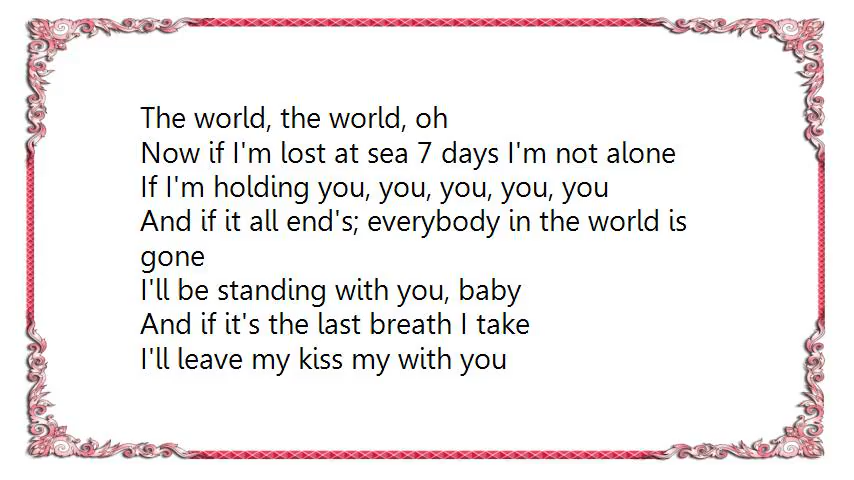 The world, the world, oh
Now if I'm lost at sea 7 days I'm not alone
If I'm holding you, you, you, you, you
And if it all end's; everybody in the world is
gone
I'll be standing with you, baby
And if it's the last breath I take
I'll leave my kiss my with you